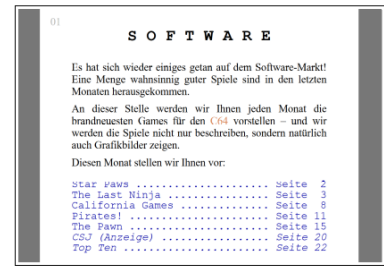 01
S O F T W A R E
Es hat sich wieder einiges getan auf dem Software-Markt!
Eine Menge wahnsinnig guter Spiele sind in den letzten
Monaten herausgekommen.
An dieser Stelle werden wir Ihnen jeden Monat die
brandneuesten Games für den C64 vorstellen – und wir
werden die Spiele nicht nur beschreiben, sondern natürlich
auch Grafikbilder zeigen.
Diesen Monat stellen wir Ihnen vor:
Star Paws .................... Seite 2
The Last Ninja ............... Seite 3
California Games ............. Seite 8
Pirates! ..................... Seite 11
The Pawn ..................... Seite 15
CSJ (Anzeige) ................ Seite 20
Top Ten ...................... Seite 22